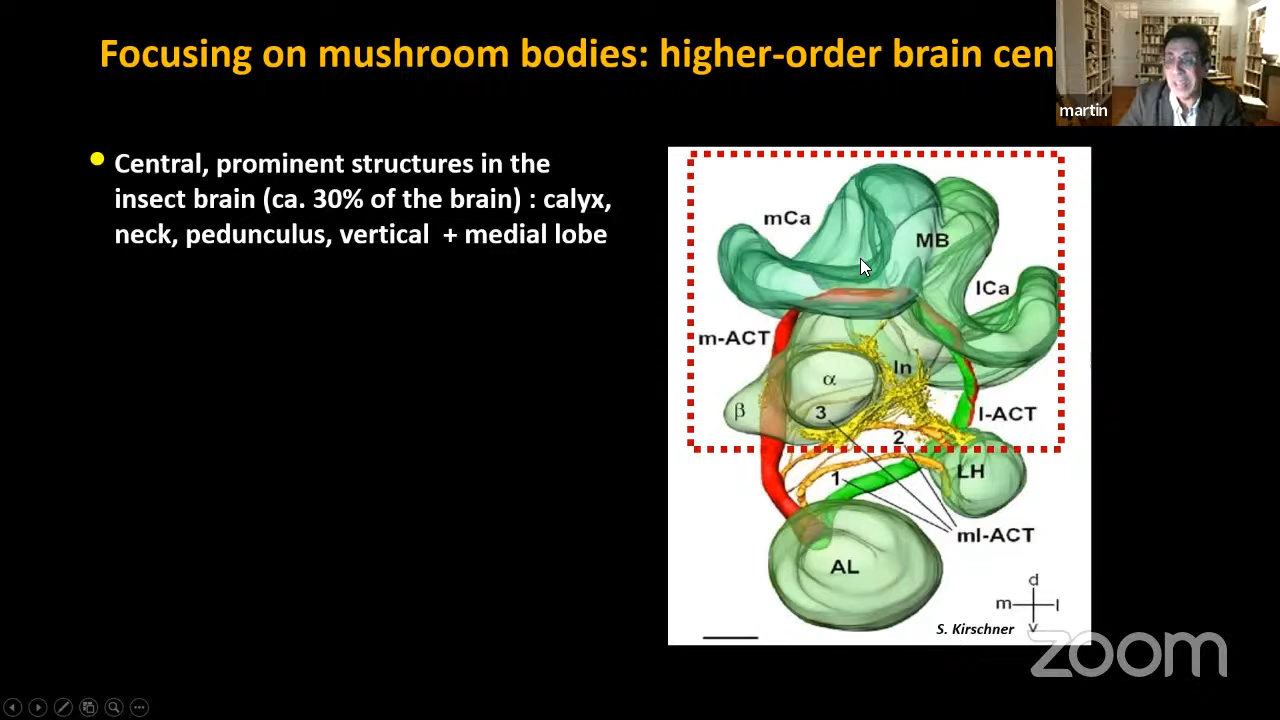 Focusing on mushroom bodies: higher-order brain cen
martin
Central, prominent structures in the
insect brain (ca. 30% of the brain) : calyx,
neck, pedunculus, vertical + medial lobe
mCa
MB
lCa
m-ACT
α
In
β
3
l-ACT
2
LH
1
ml-ACT
AL
d
m
l
v
S. Kirschner
zoom